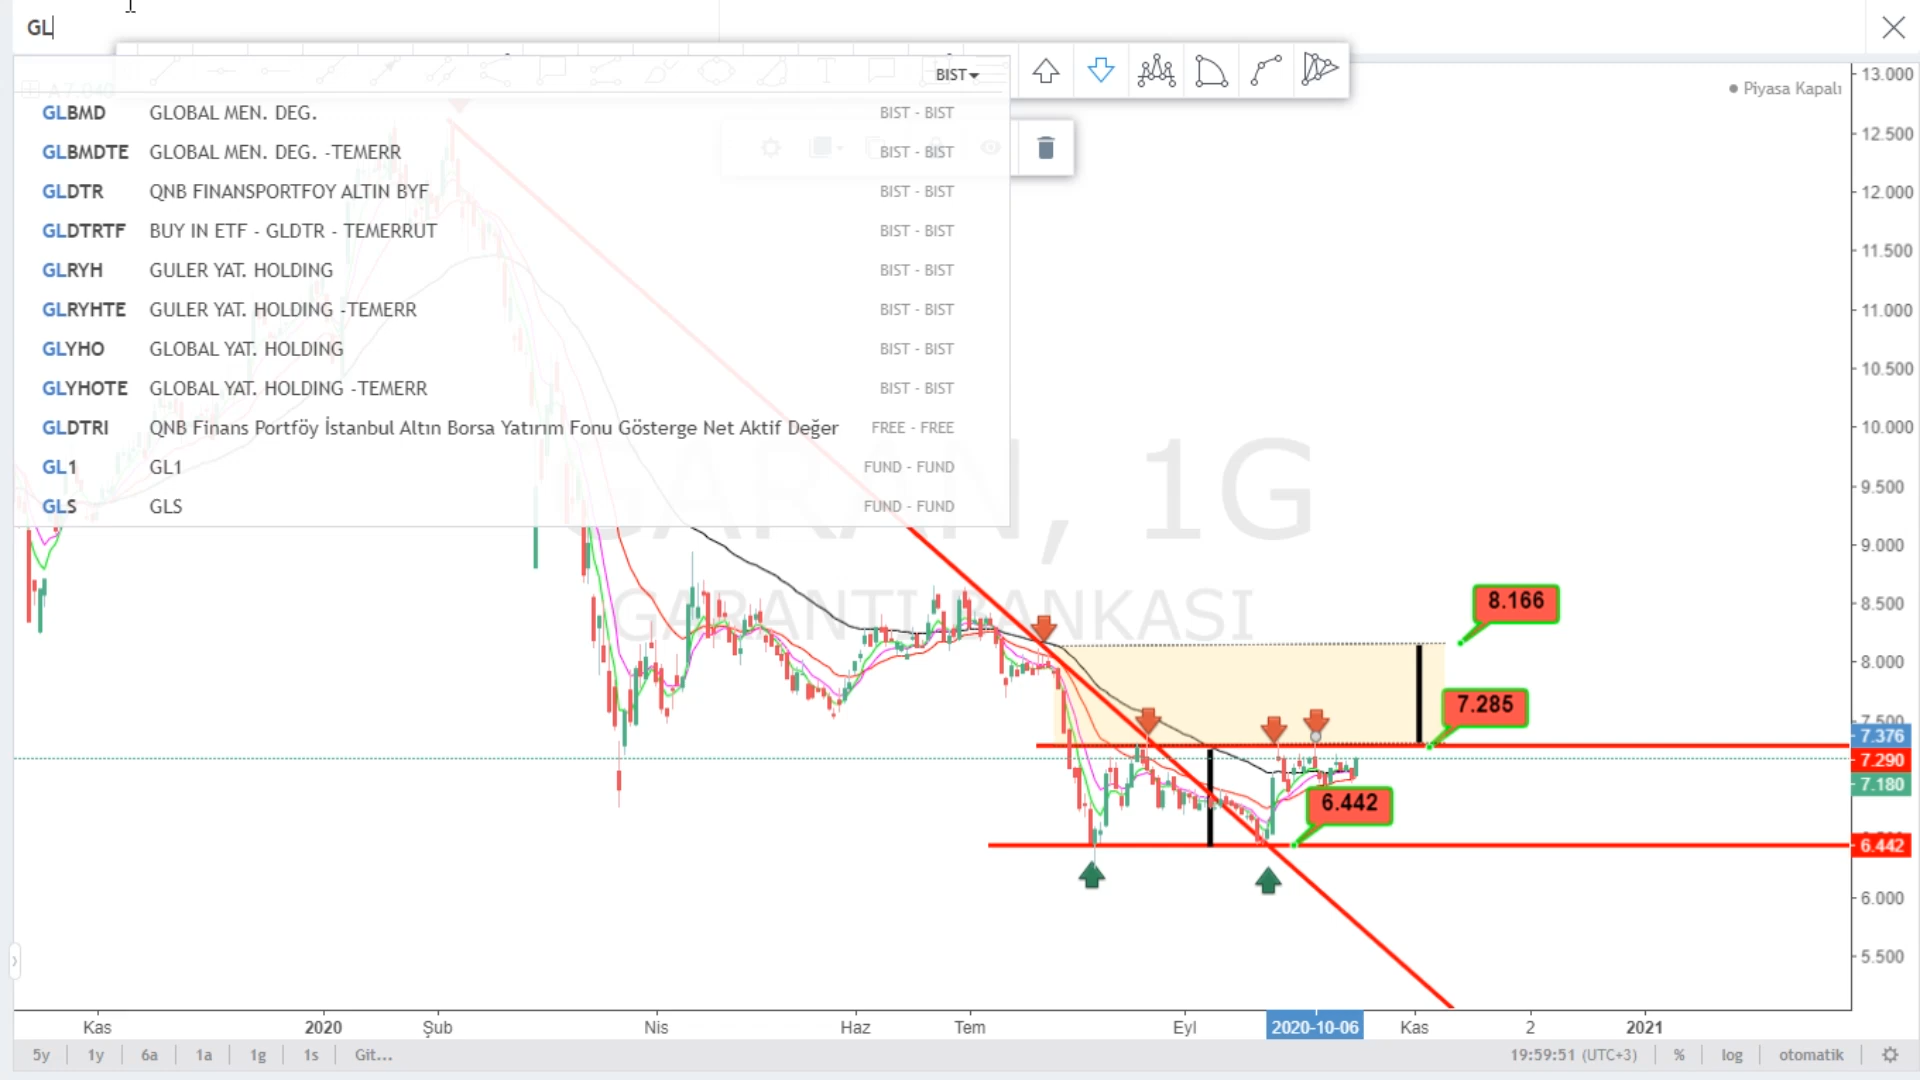 GL
BIST
GLBMD GLOBAL MEN. DEG. BIST - BIST
GLBMDTE GLOBAL MEN. DEG. -TEMERR BIST - BIST
GLDTR QNB FINANSPORTFOY ALTIN BYF BIST - BIST
GLDTRTF BUY IN ETF - GLDTR - TEMERRUT BIST - BIST
GLRYH GULER YAT. HOLDING BIST - BIST
GLRYHTE GULER YAT. HOLDING -TEMERR BIST - BIST
GLYHO GLOBAL YAT. HOLDING BIST - BIST
GLYHOTE GLOBAL YAT. HOLDING -TEMERR BIST - BIST
GLDTRI QNB Finans Portföy İstanbul Altın Borsa Yatırım Fonu Gösterge Net Aktif Değer FREE - FREE
GL1 GL1 FUND - FUND
GLS GLS FUND - FUND
Piyasa Kapalı
GARAN, 1G
GARANTI BANKASI
8.166
7.285
6.442
13.000
12.500
12.000
11.500
11.000
10.500
10.000
9.500
9.000
8.500
8.000
7.500
7.376
7.290
7.180
6.442
6.000
5.500
Kas 2020 Şub Nis Haz Tem Eyl 2020-10-06 Kas 2 2021
5y 1y 6a 1a 1g 1s Git... 19:59:51 (UTC+3) % log otomatik